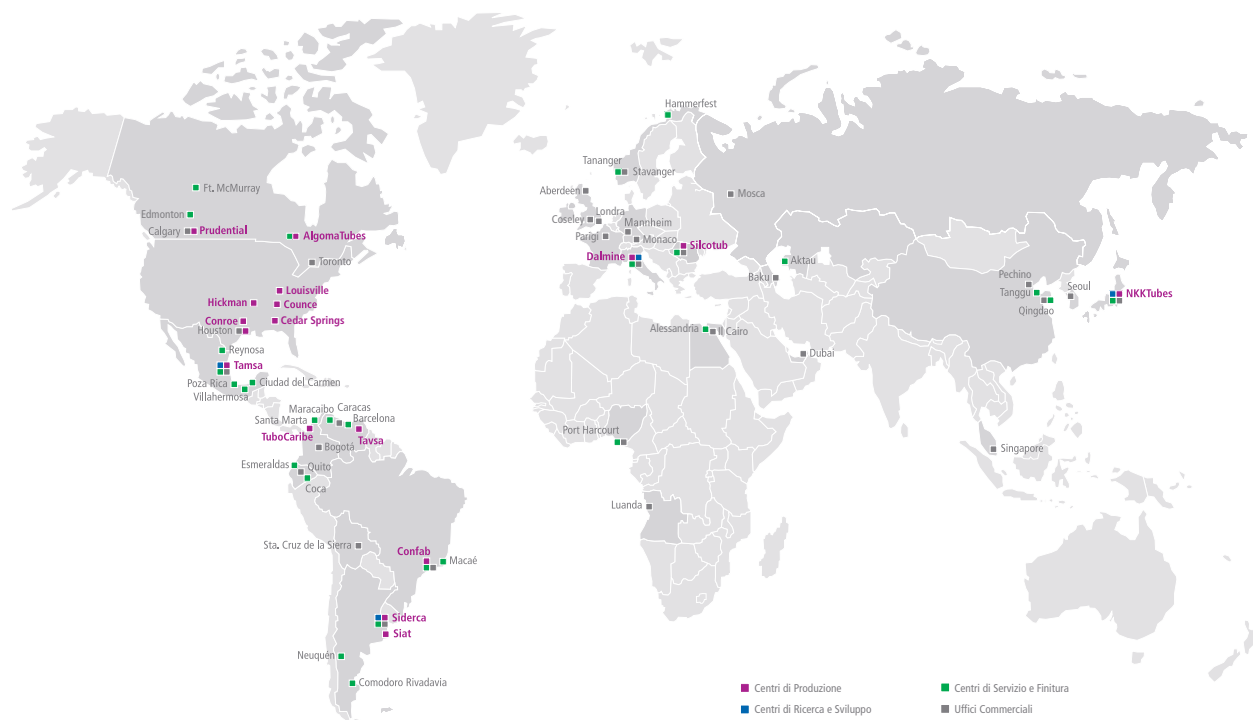 Hammerfest
Tananger
Stavanger
Ft. McMurray
Aberdeen
Mosca
Edmonton
Coseley
Londra
Mannheim
Calgary
Prudential
AlgomaTubes
Parigi
Monaco
Silcotub
Toronto
Dalmine
Aktau
Baku
Pechino
Seoul
Tanggu
NKKTubes
Qingdao
Louisville
Hickman
Counce
Conroe
Cedar Springs
Houston
Alessandria
Il Cairo
Reynosa
Dubai
Tamsa
Poza Rica
Ciudad del Carmen
Villahermosa
Maracaibo
Caracas
Santa Marta
Barcelona
TuboCaribe
Tavsa
Bogotá
Port Harcourt
Singapore
Esmeraldas
Quito
Coca
Luanda
Sta. Cruz de la Sierra
Confab
Macaé
Siderca
Siat
Neuquén
Comodoro Rivadavia
Centri di Produzione
Centri di Servizio e Finitura
Centri di Ricerca e Sviluppo
Uffici Commerciali